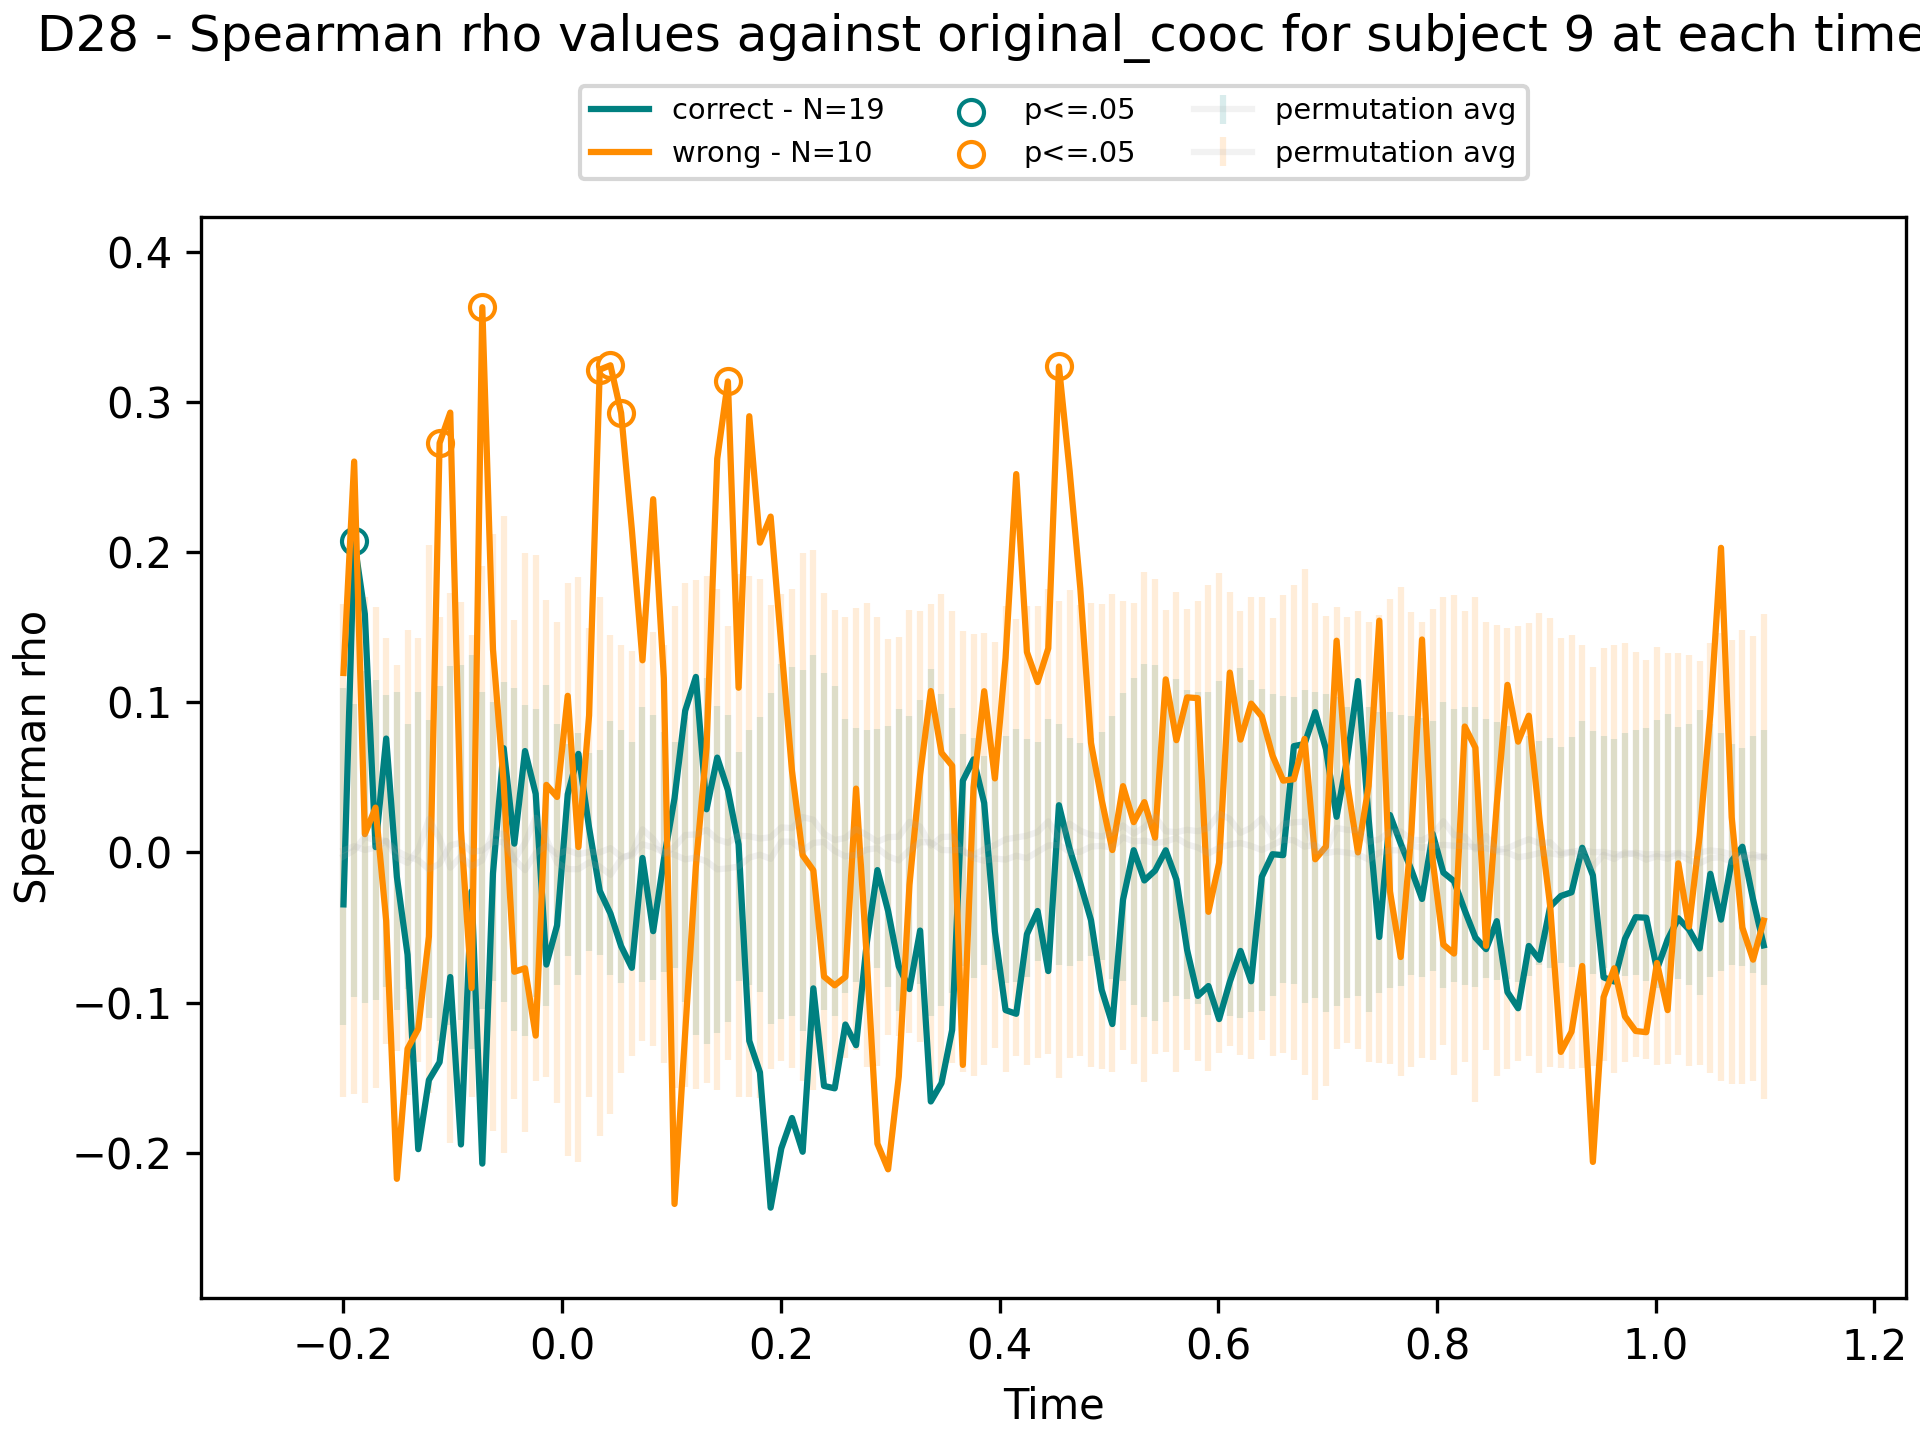 D28 - Spearman rho values against original_cooc for subject 9 at each time
correct - N=19
wrong - N=10
p<=.05
p<=.05
permutation avg
permutation avg
Spearman rho
0.4
0.3
0.2
0.1
0.0
−0.1
−0.2
−0.2 0.0 0.2 0.4 0.6 0.8 1.0 1.2
Time